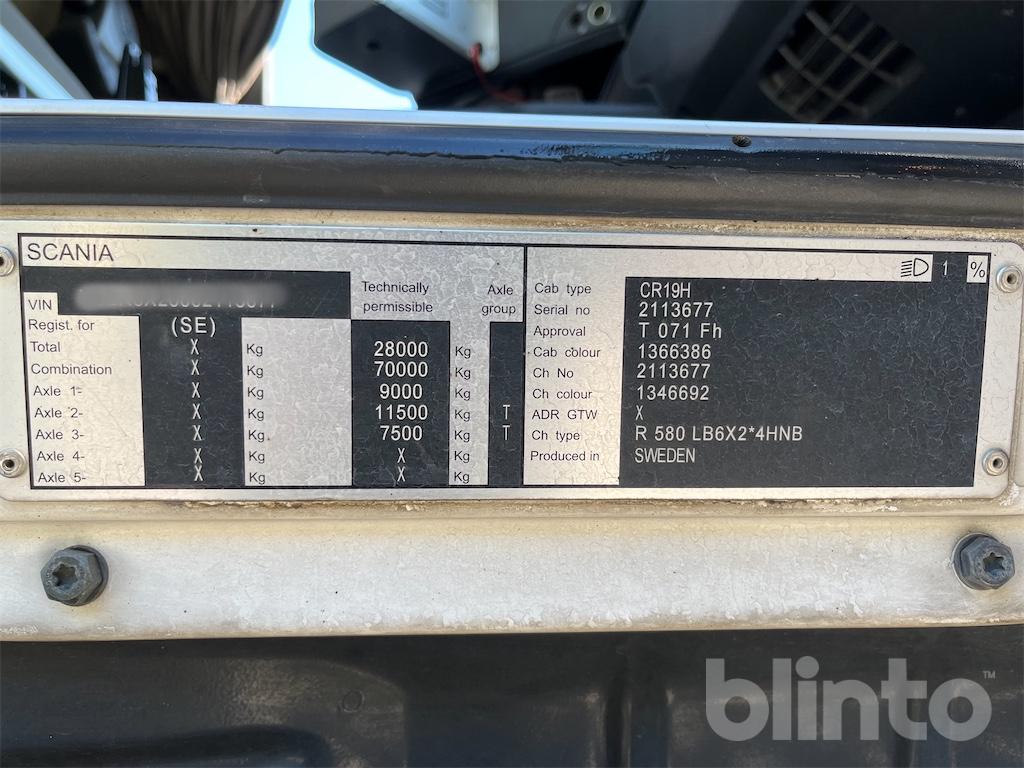 SCANIA
VIN
Technically permissible
Axle group
Regist. for (SE)
Total X Kg 28000 Kg
Combination X Kg 70000 Kg
Axle 1- X Kg 9000 Kg
Axle 2- X Kg 11500 Kg T
Axle 3- X Kg 7500 Kg T
Axle 4- X Kg X Kg
Axle 5- X Kg X Kg
1 %
Cab type CR19H
Serial no 2113677
Approval T 071 Fh
Cab colour 1366386
Ch No 2113677
Ch colour 1346692
ADR GTW X
Ch type R 580 LB6X2*4HNB
Produced in SWEDEN
blinto™